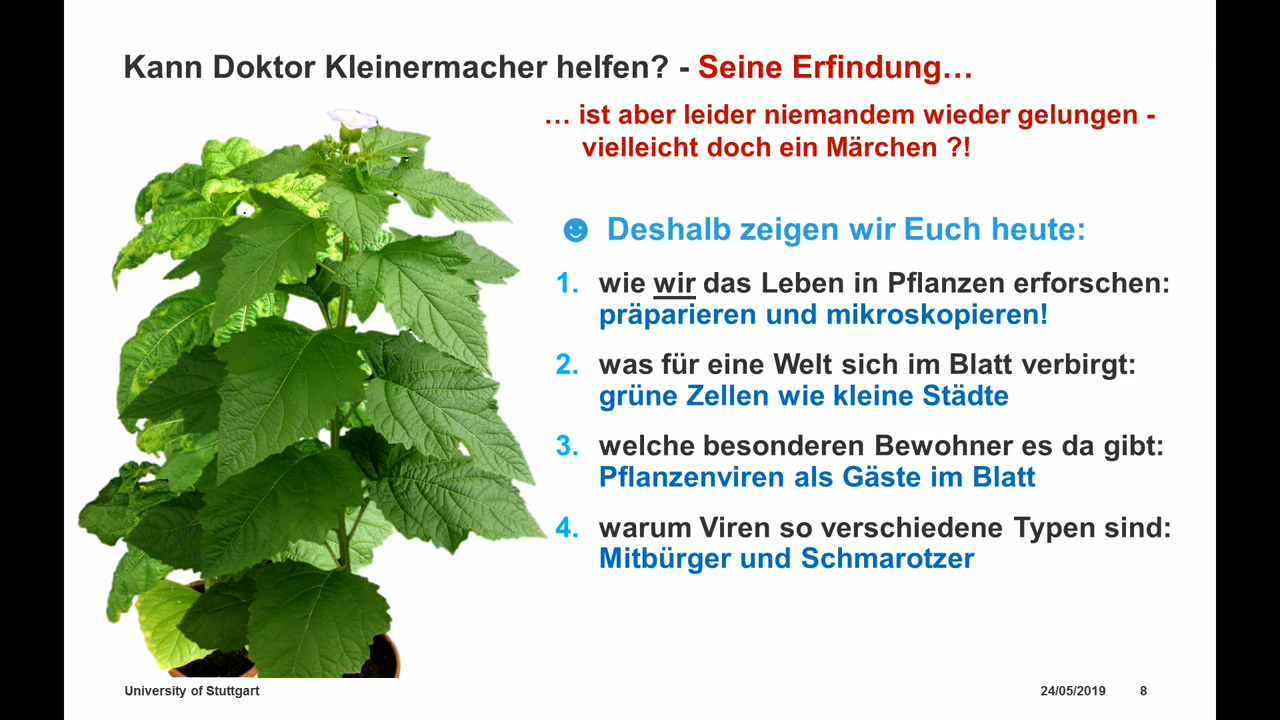 Kann Doktor Kleinermacher helfen? - Seine Erfindung…
… ist aber leider niemandem wieder gelungen -
vielleicht doch ein Märchen ?!
☻ Deshalb zeigen wir Euch heute:
1. wie wir das Leben in Pflanzen erforschen:
präparieren und mikroskopieren!
2. was für eine Welt sich im Blatt verbirgt:
grüne Zellen wie kleine Städte
3. welche besonderen Bewohner es da gibt:
Pflanzenviren als Gäste im Blatt
4. warum Viren so verschiedene Typen sind:
Mitbürger und Schmarotzer
University of Stuttgart 24/05/2019 8